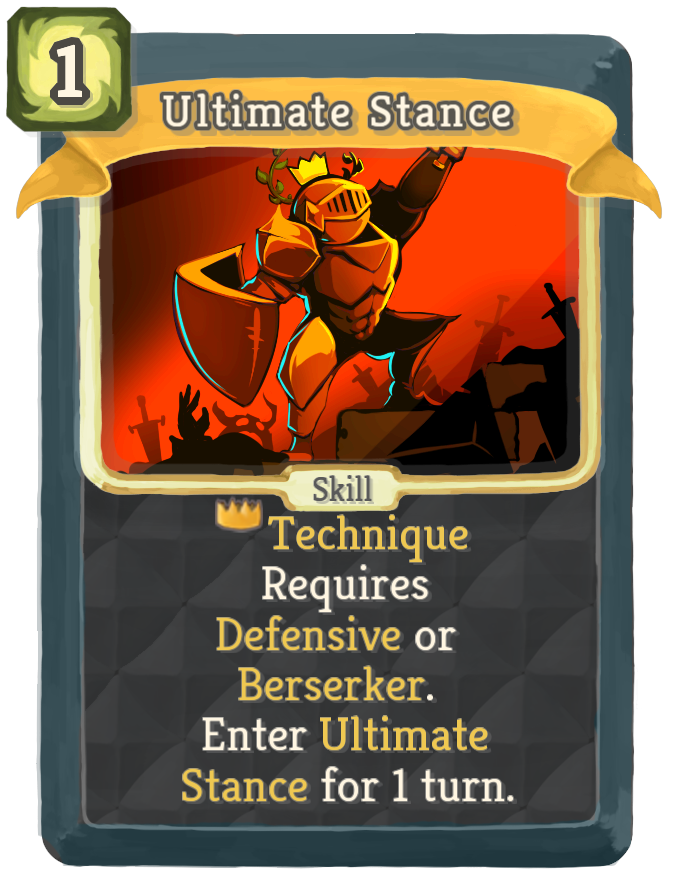 1
Ultimate Stance
Skill
Technique
Requires
Defensive or
Berserker.
Enter Ultimate
Stance for 1 turn.